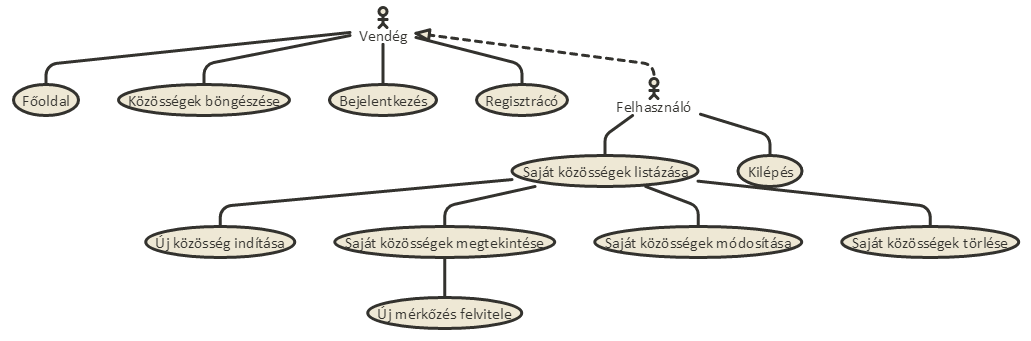 Vendég
Főoldal
Közösségek böngészése
Bejelentkezés
Regisztrácó
Felhasználó
Saját közösségek listázása
Kilépés
Új közösség indítása
Saját közösségek megtekintése
Saját közösségek módosítása
Saját közösségek törlése
Új mérkőzés felvitele